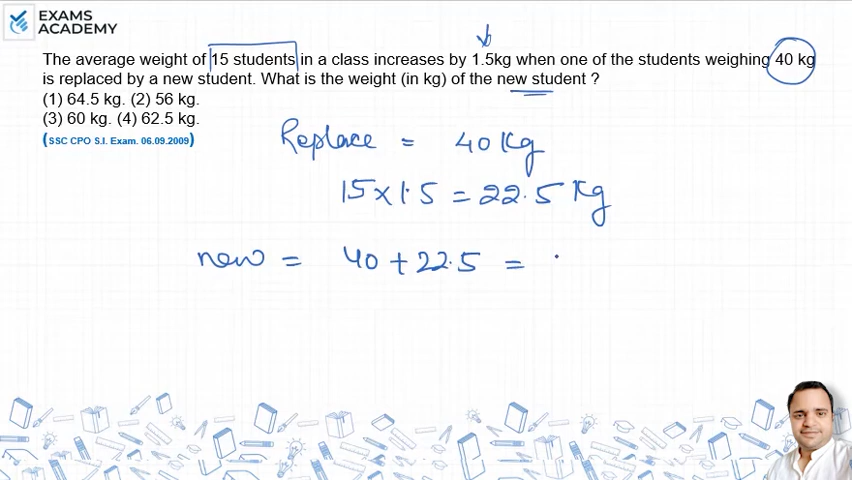 EXAMS
ACADEMY
The average weight of 15 students in a class increases by 1.5kg when one of the students weighing 40 kg
is replaced by a new student. What is the weight (in kg) of the new student ?
(1) 64.5 kg. (2) 56 kg.
(3) 60 kg. (4) 62.5 kg.
(SSC CPO S.I. Exam. 06.09.2009)
Replace = 40 Kg
15 x 1.5 = 22.5 Kg
new = 40 + 22.5 =